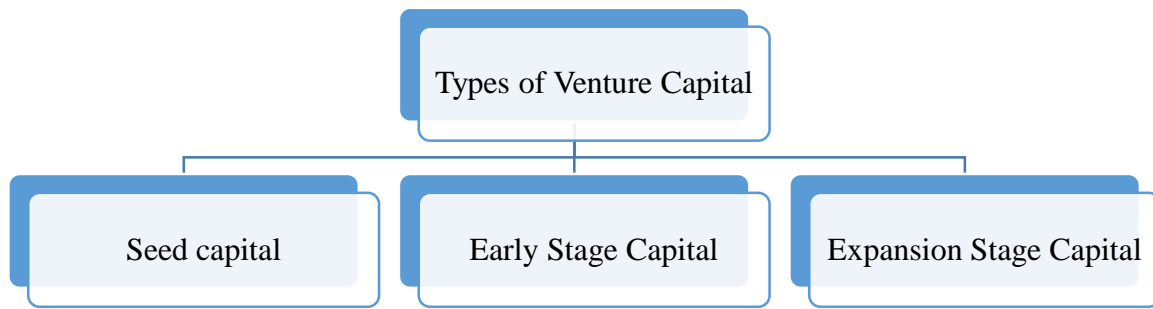 Types of Venture Capital
Seed capital
Early Stage Capital
Expansion Stage Capital